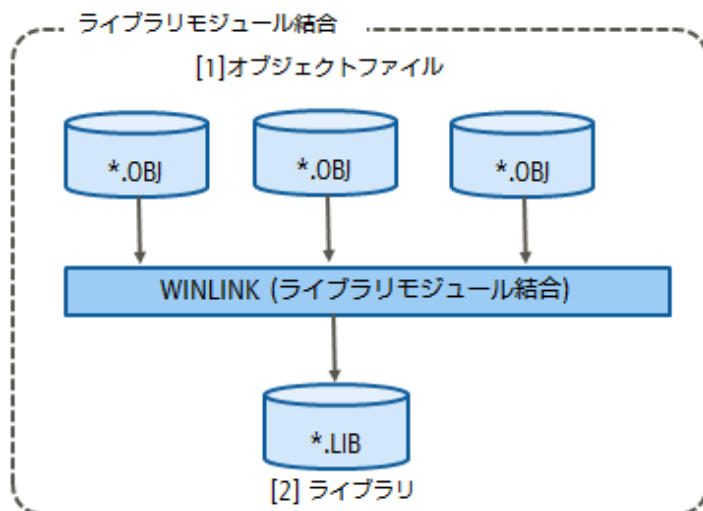 ライブラリモジュール結合
[1]オブジェクトファイル
*.OBJ
*.OBJ
*.OBJ
WINLINK (ライブラリモジュール結合)
*.LIB
[2] ライブラリ